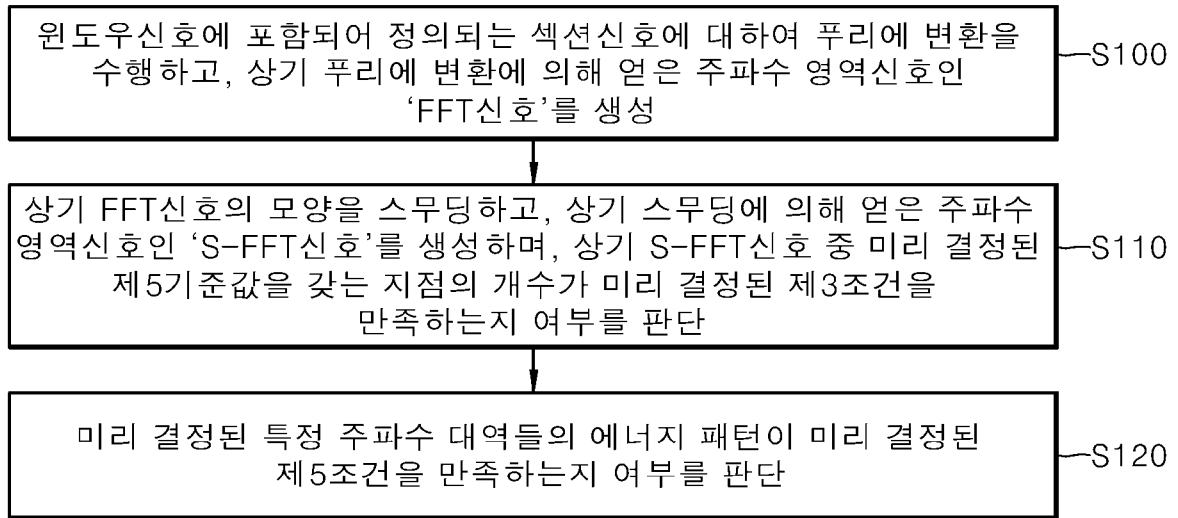 윈도우신호에 포함되어 정의되는 섹션신호에 대하여 푸리에 변환을
수행하고, 상기 푸리에 변환에 의해 얻은 주파수 영역신호인
‘FFT신호’를 생성
S100
상기 FFT신호의 모양을 스무딩하고, 상기 스무딩에 의해 얻은 주파수
영역신호인 ‘S-FFT신호’를 생성하며, 상기 S-FFT신호 중 미리 결정된
제5기준값을 갖는 지점의 개수가 미리 결정된 제3조건을
만족하는지 여부를 판단
S110
미리 결정된 특정 주파수 대역들의 에너지 패턴이 미리 결정된
제5조건을 만족하는지 여부를 판단
S120